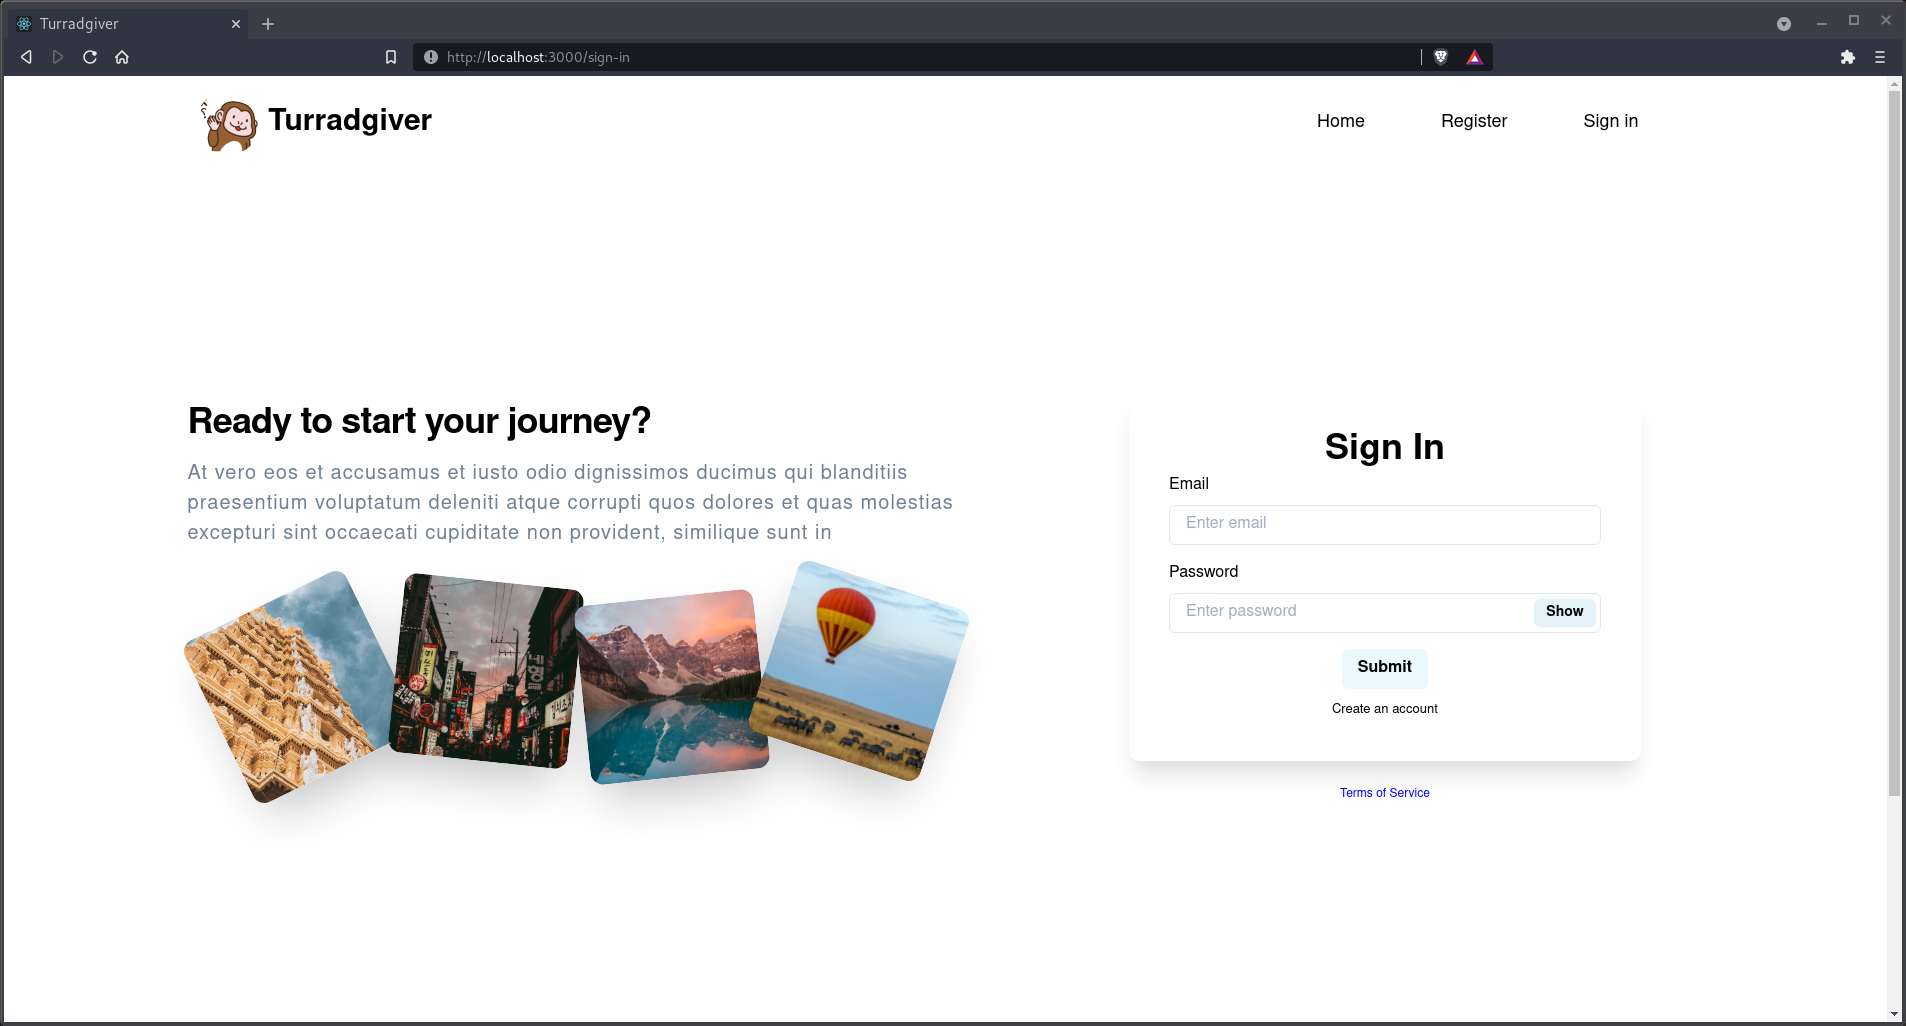 Turradgiver
http://localhost:3000/sign-in
Turradgiver
Home
Register
Sign in
Ready to start your journey?
At vero eos et accusamus et iusto odio dignissimos ducimus qui blanditiis
praesentium voluptatum deleniti atque corrupti quos dolores et quas molestias
excepturi sint occaecati cupiditate non provident, similique sunt in
Sign In
Email
Enter email
Password
Enter password
Show
Submit
Create an account
Terms of Service